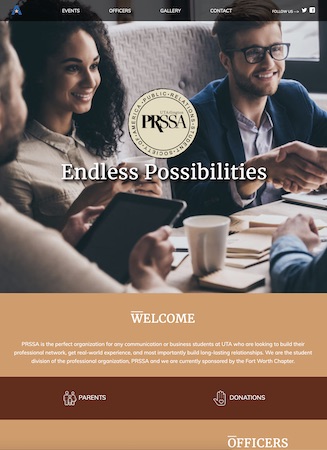 EVENTS OFFICERS GALLERY CONTACT FOLLOW US
PUBLIC RELATIONS STUDENT SOCIETY OF AMERICA
PRSSA
Endless Possibilities
WELCOME
PRSSA is the perfect organization for any communication or business students at UTA who are looking to build their
professional network, get real-world experience, and most importantly build long-lasting relationships. We are the student
division of the professional organization, PRSSA and we are currently sponsored by the Fort Worth Chapter.
PARENTS DONATIONS
OFFICERS